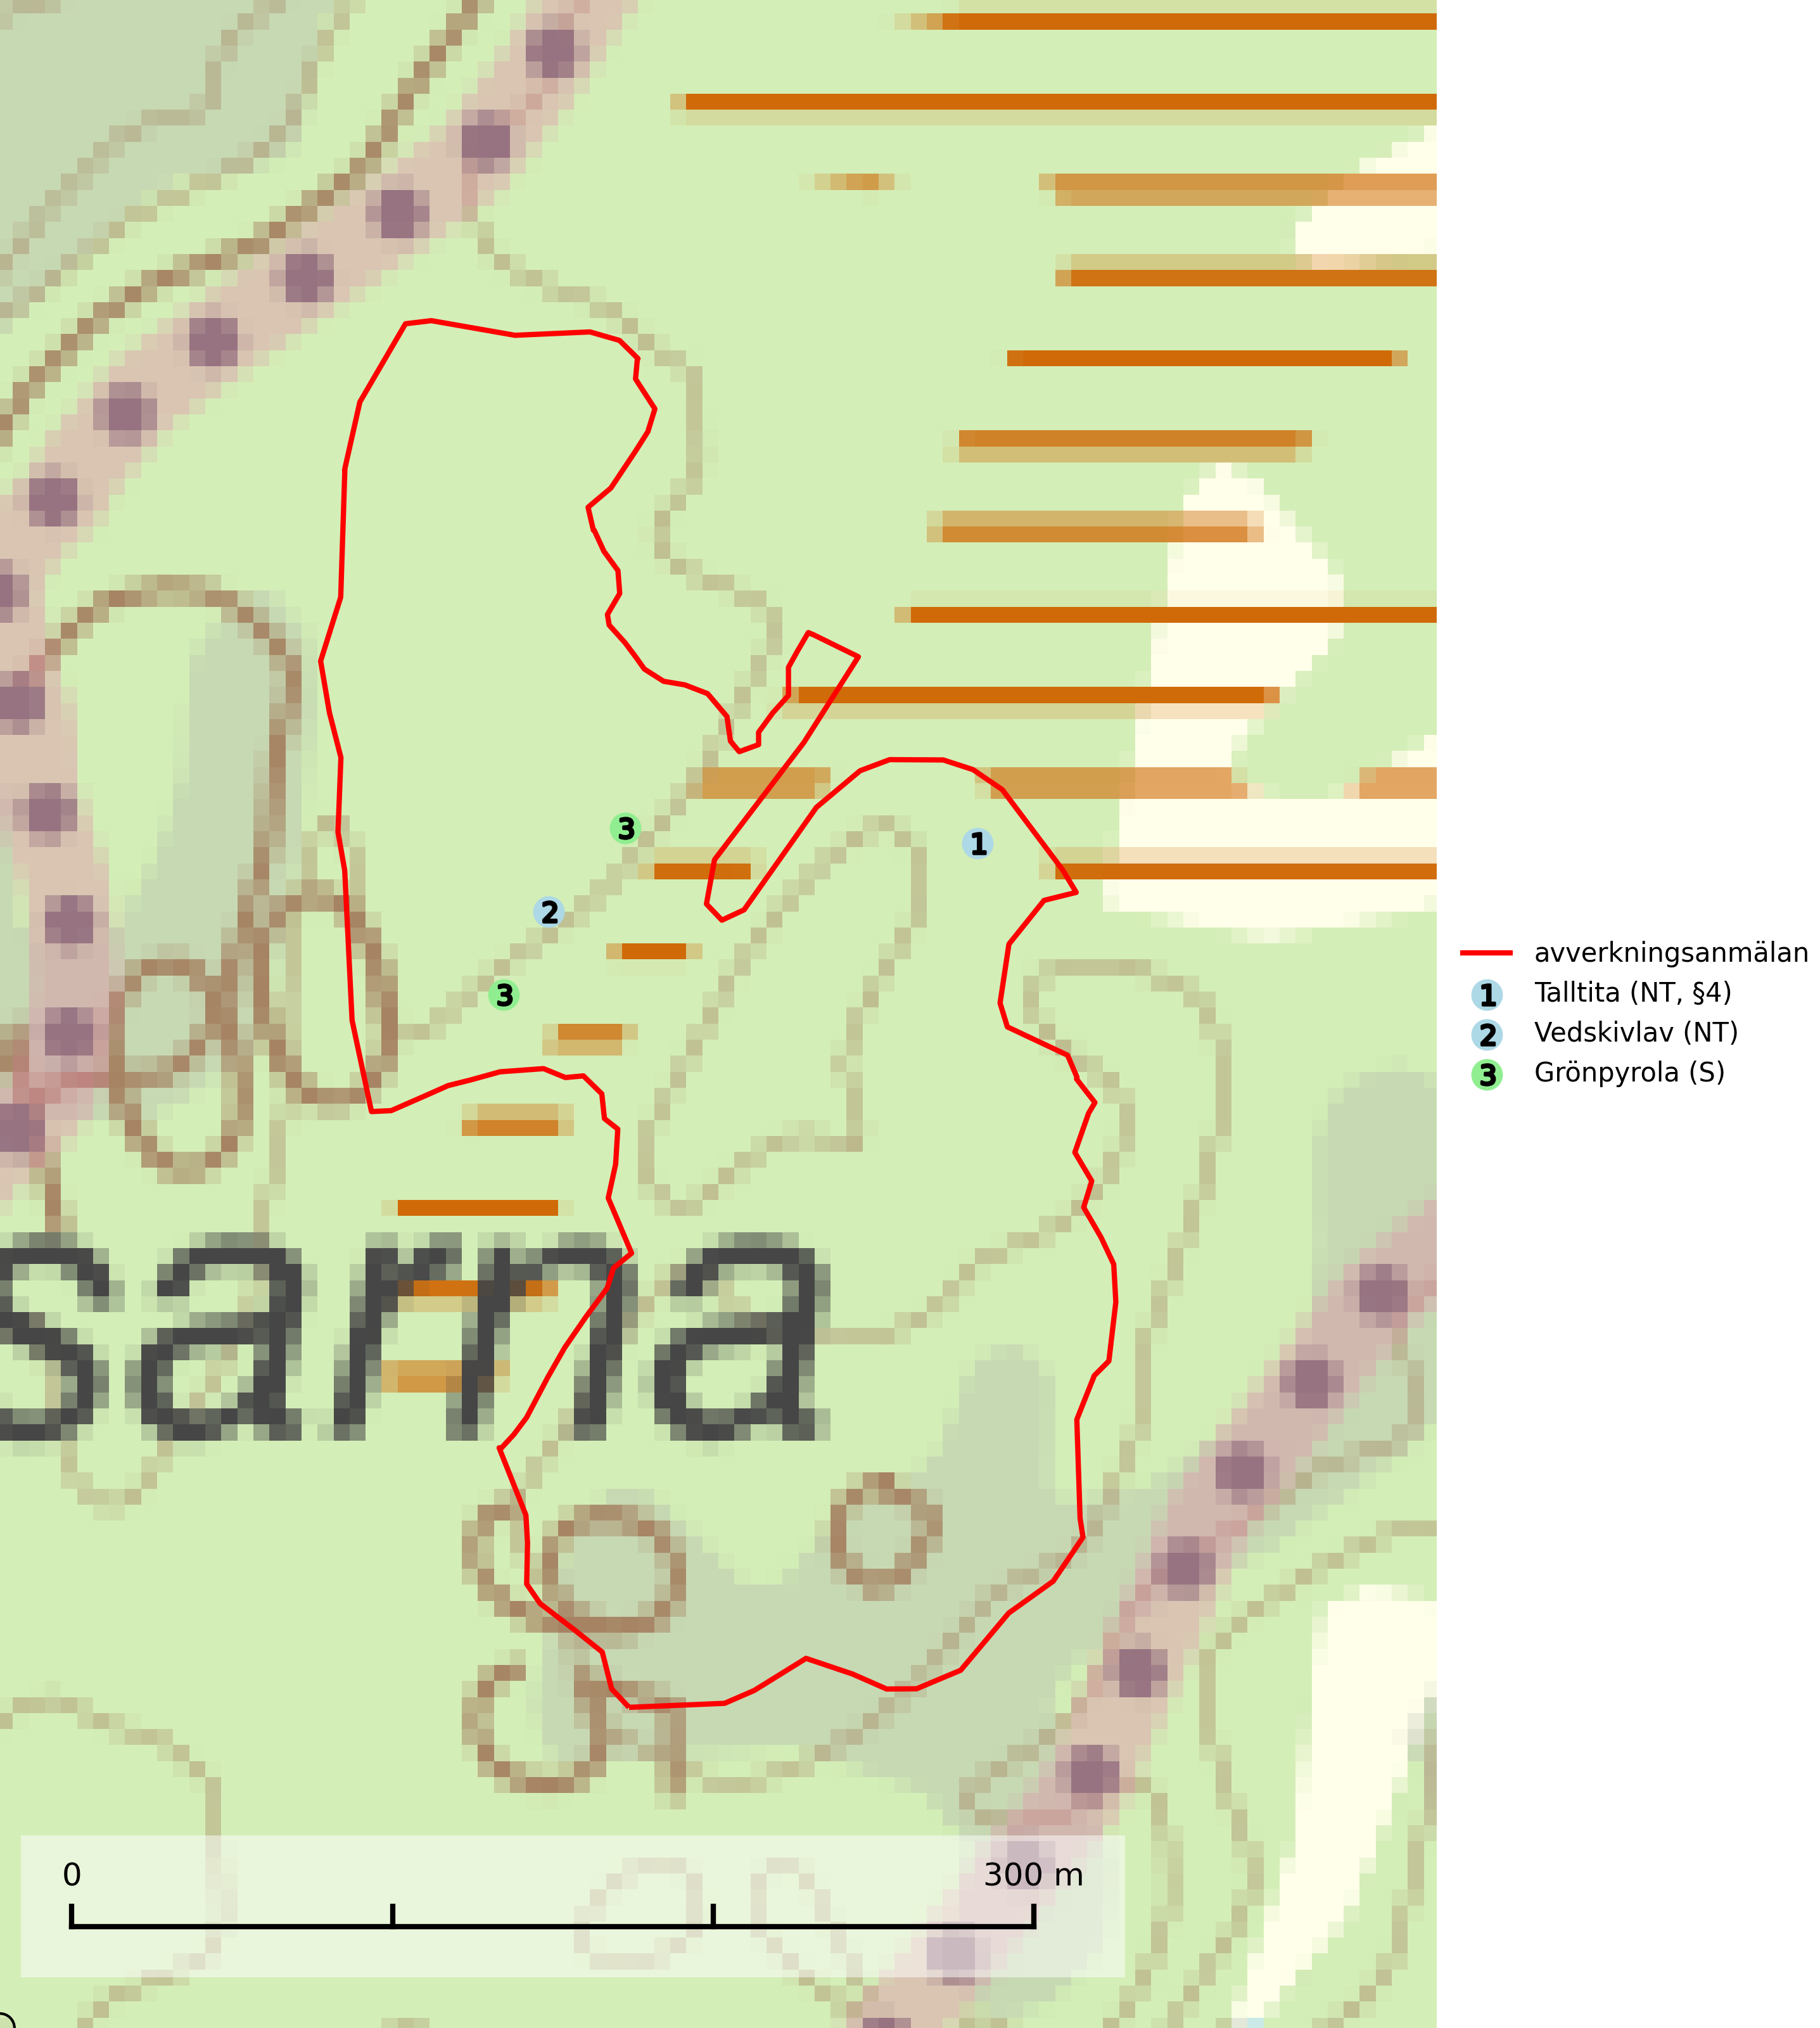 3
1
2
3
sarna
0 300 m
avverkningsanmälan
1 Talltita (NT, §4)
2 Vedskivlav (NT)
3 Grönpyrola (S)